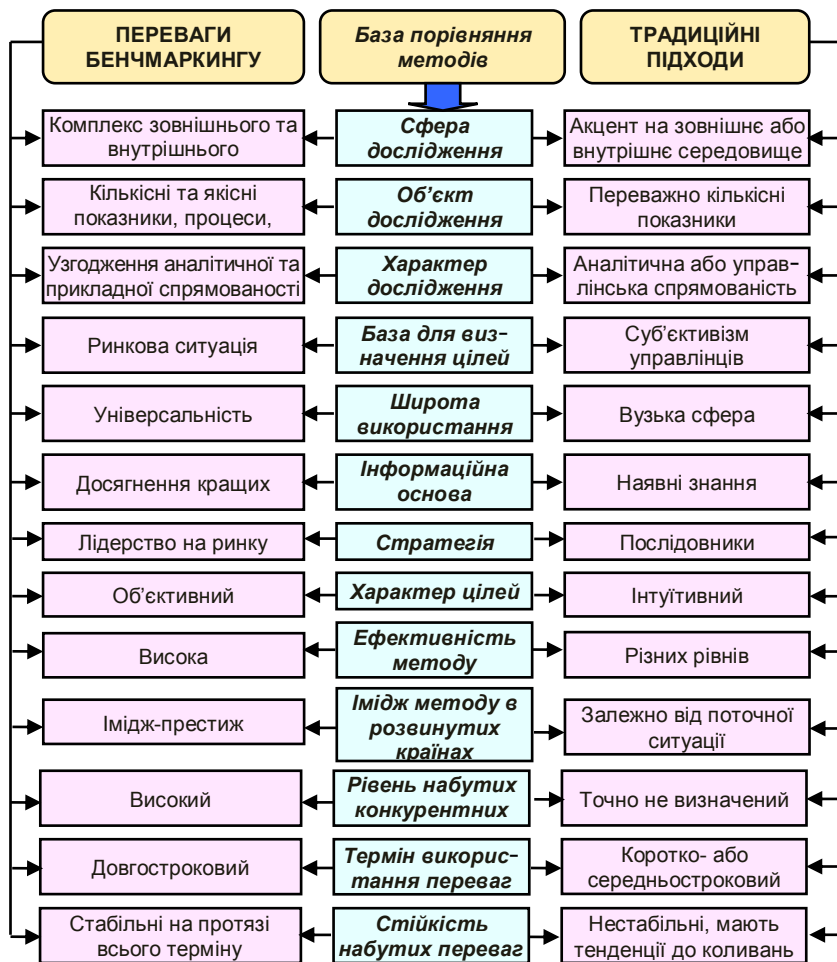 ПЕРЕВАГИ
БЕНЧМАРКИНГУ
База порівняння
методів
ТРАДИЦІЙНІ
ПІДХОДИ
Комплекс зовнішнього та
внутрішнього
Сфера
дослідження
Акцент на зовнішнє або
внутрішнє середовище
Кількісні та якісні
показники, процеси,
Об’єкт
дослідження
Переважно кількісні
показники
Узгодження аналітичної та
прикладної спрямованості
Характер
дослідження
Аналітична або управ-
лінська спрямованість
Ринкова ситуація
База для виз-
начення цілей
Суб’єктивізм
управлінців
Універсальність
Широта
використання
Вузька сфера
Досягнення кращих
Інформаційна
основа
Наявні знання
Лідерство на ринку
Стратегія
Послідовники
Об’єктивний
Характер цілей
Інтуїтивний
Висока
Ефективність
методу
Різних рівнів
Імідж-престиж
Імідж методу в
розвинутих
країнах
Залежно від поточної
ситуації
Високий
Рівень набутих
конкурентних
Точно не визначений
Довгостроковий
Термін викорис-
тання переваг
Коротко- або
середньостроковий
Стабільні на протязі
всього терміну
Стійкість
набутих переваг
Нестабільні, мають
тенденції до коливань